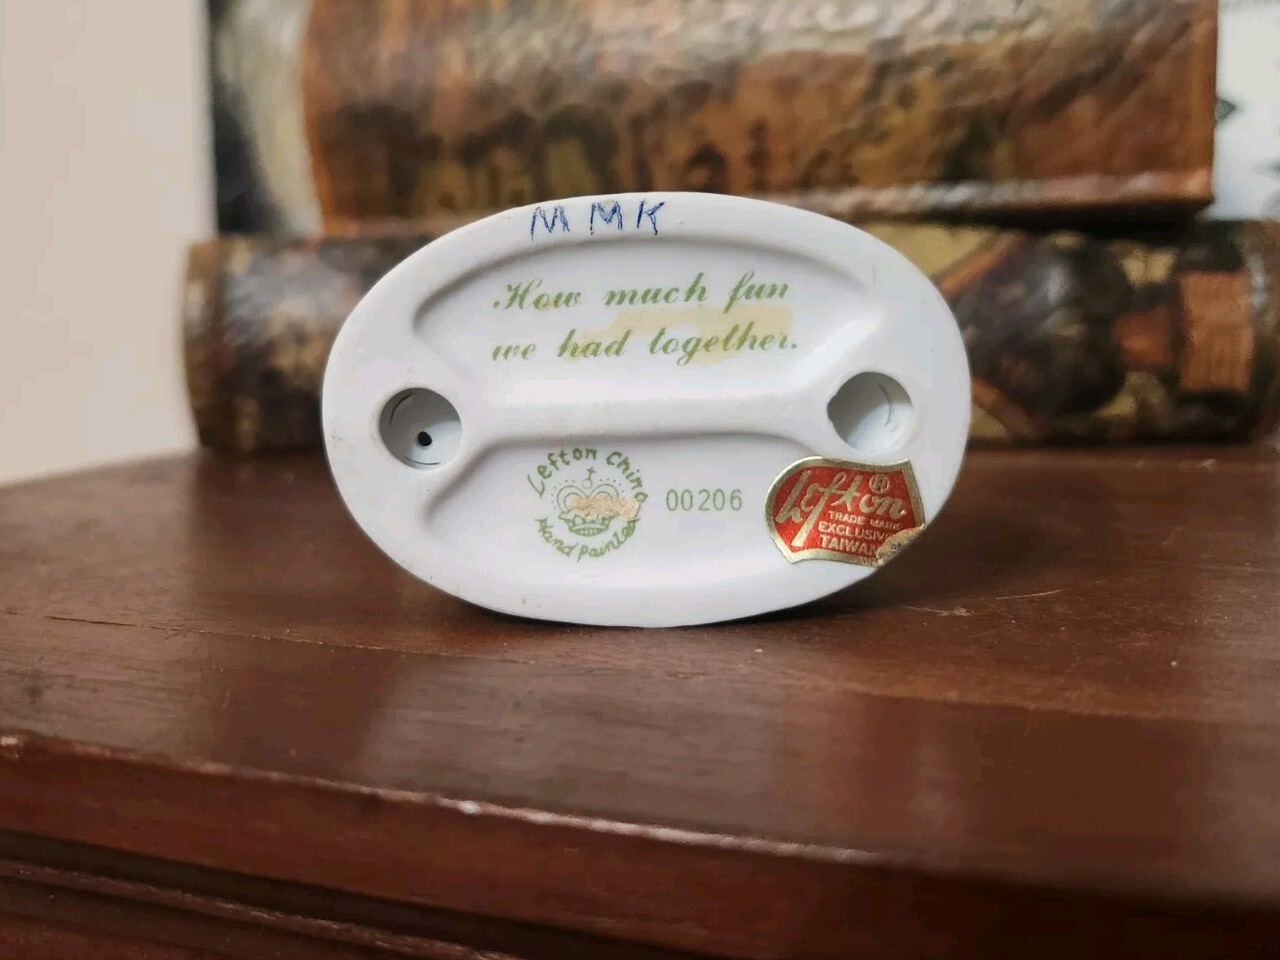 MMK
How much fun
we had together.
Lefton China
Hand painted
00206
Lefton ®
TRADE MARK
EXCLUSIVE
TAIWAN